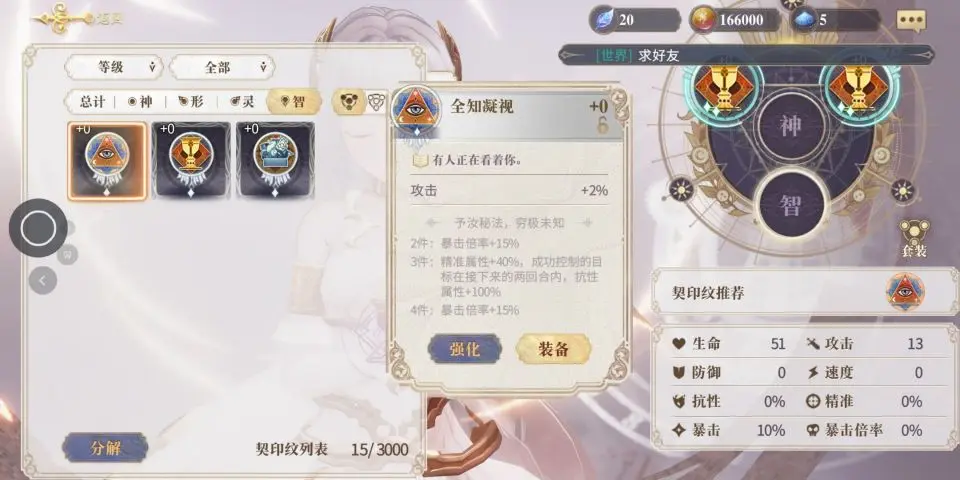 20
166000
5
[世界] 求好友
等级
全部
总计
神
形
灵
智
+0
+0
+0
全知凝视
+0
6
有人正在看着你。
攻击
+2%
予汝秘法，穷极未知
2件：暴击倍率+15%
3件：精准属性+40%，成功控制的目
标在接下来的两回合内，抗性
属性+100%
4件：暴击倍率+15%
强化
装备
神
智
套装
契印纹推荐
生命 51
攻击 13
防御 0
速度 0
抗性 0%
精准 0%
暴击 10%
暴击倍率 0%
分解
契印纹列表
15/3000